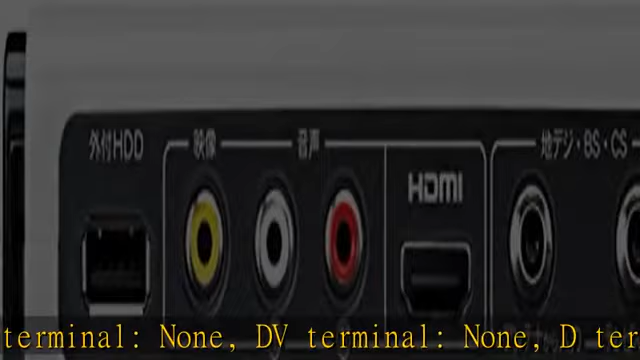 外付HDD
映像
音声
地デジ・BS・CS
HDMI
terminal: None, DV terminal: None, D ter